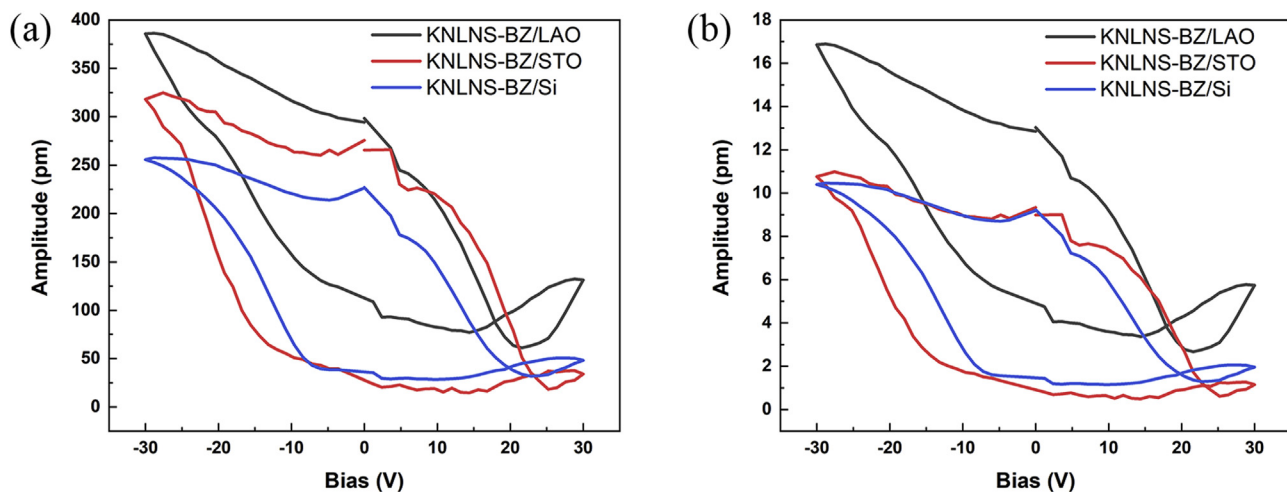 (a)
400
350
300
250
200
150
100
50
0
Amplitude (pm)
KNLNS-BZ/LAO
KNLNS-BZ/STO
KNLNS-BZ/Si
-30 -20 -10 0 10 20 30
Bias (V)
(b)
18
16
14
12
10
8
6
4
2
0
Amplitude (pm)
KNLNS-BZ/LAO
KNLNS-BZ/STO
KNLNS-BZ/Si
-30 -20 -10 0 10 20 30
Bias (V)